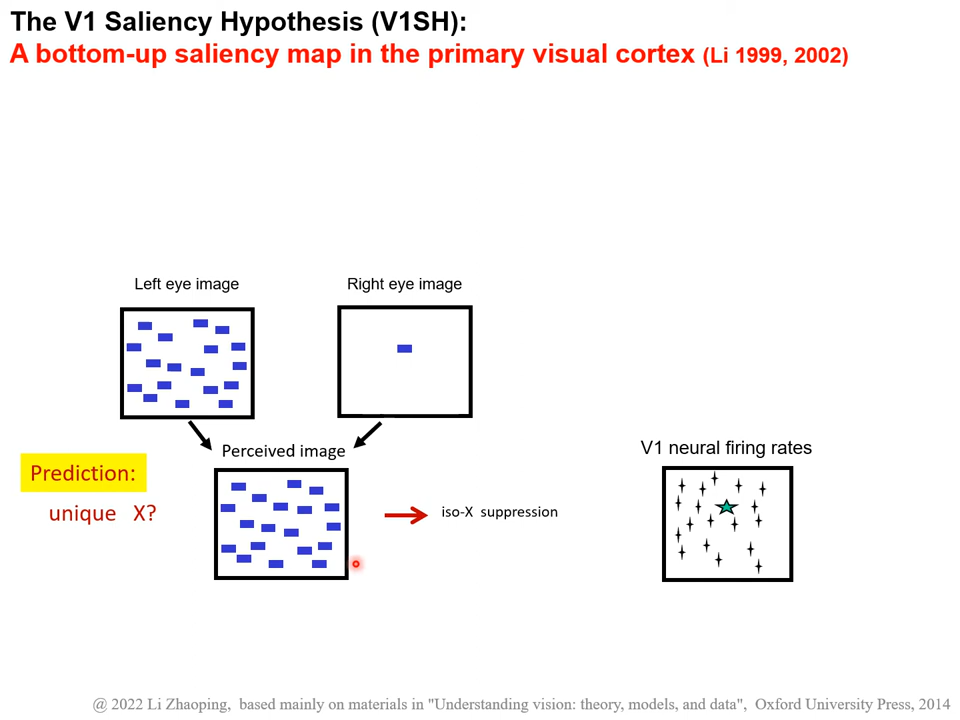 The V1 Saliency Hypothesis (V1SH):
A bottom-up saliency map in the primary visual cortex (Li 1999, 2002)
Left eye image
Right eye image
Perceived image
V1 neural firing rates
Prediction:
unique X?
iso-X suppression
@ 2022 Li Zhaoping, based mainly on materials in "Understanding vision: theory, models, and data", Oxford University Press, 2014